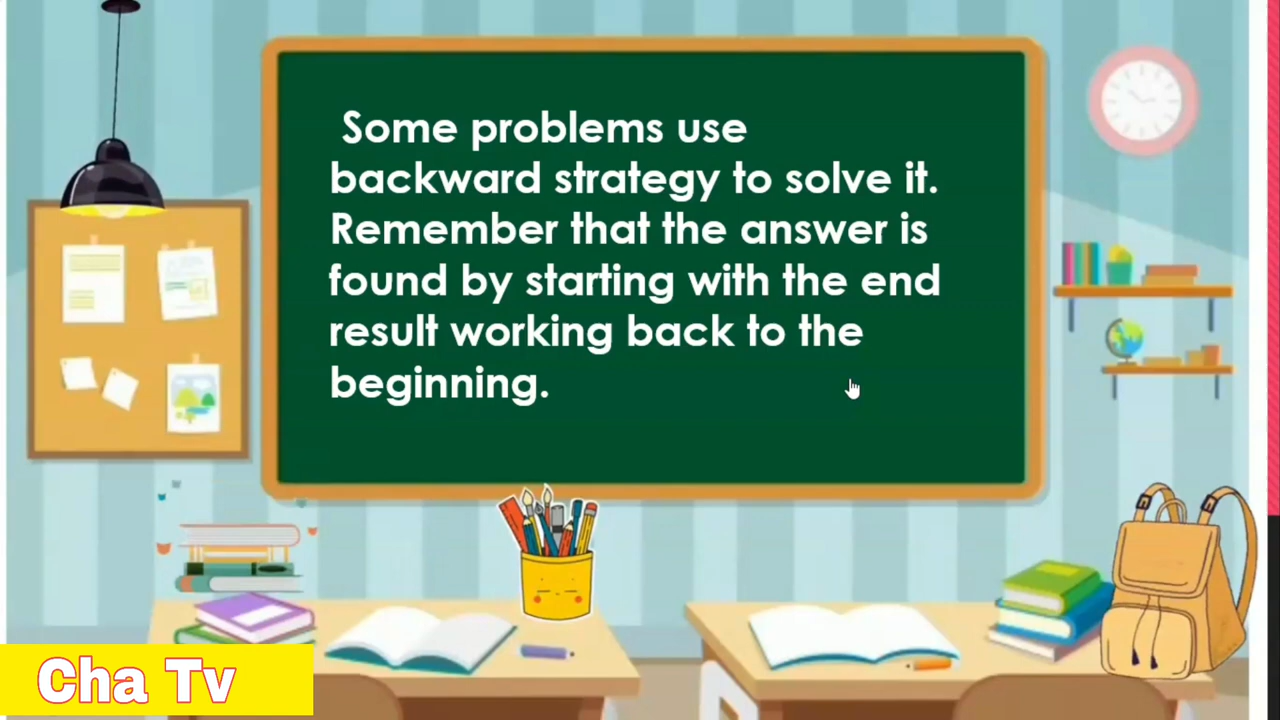 Some problems use
backward strategy to solve it.
Remember that the answer is
found by starting with the end
result working back to the
beginning.
Cha Tv